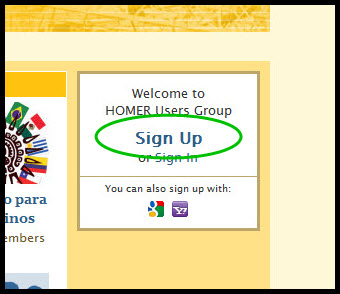 Welcome to
HOMER Users Group
Sign Up
or Sign In
You can also sign up with:
o para
inos
embers